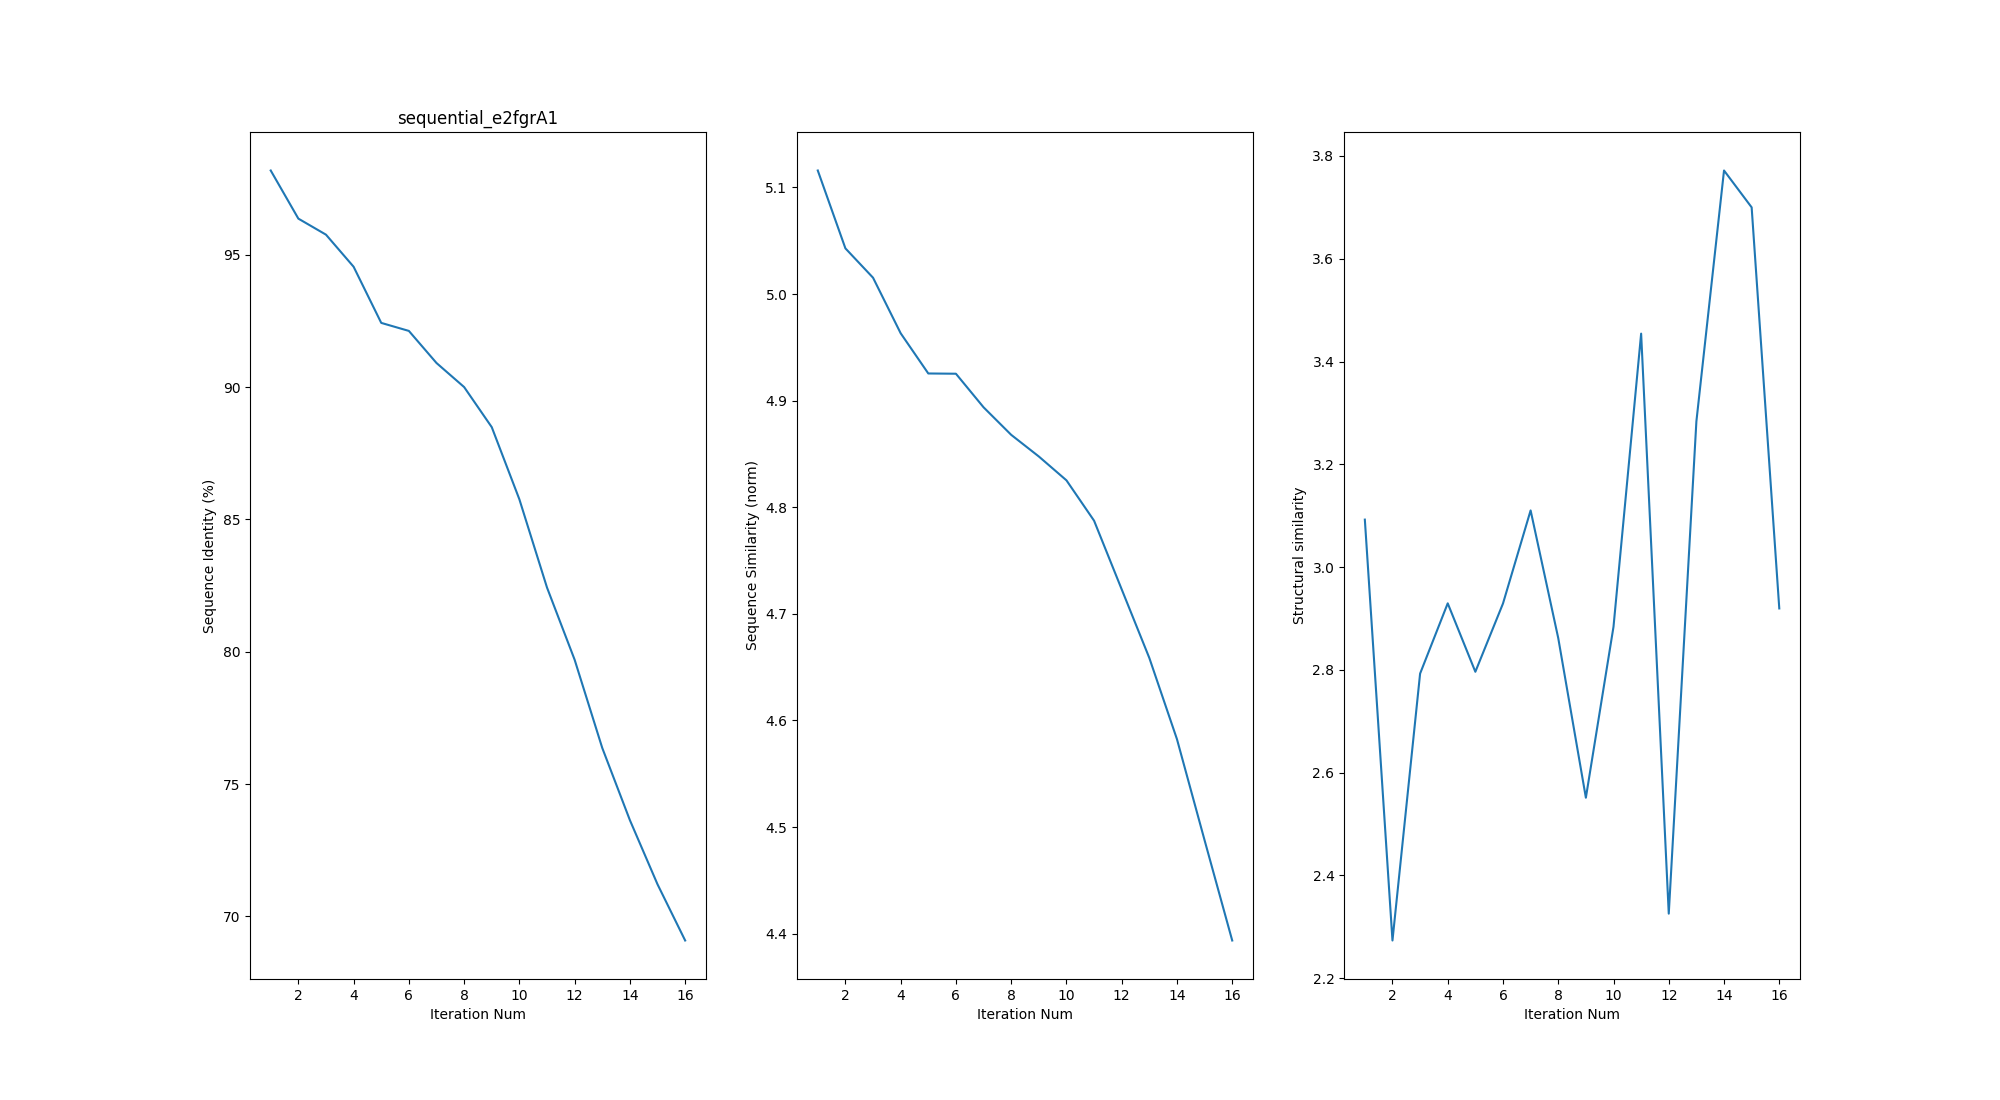 sequential_e2fgrA1
Sequence Identity (%)
95
90
85
80
75
70
2 4 6 8 10 12 14 16
Iteration Num
Sequence Similarity (norm)
5.1
5.0
4.9
4.8
4.7
4.6
4.5
4.4
2 4 6 8 10 12 14 16
Iteration Num
Structural similarity
3.8
3.6
3.4
3.2
3.0
2.8
2.6
2.4
2.2
2 4 6 8 10 12 14 16
Iteration Num